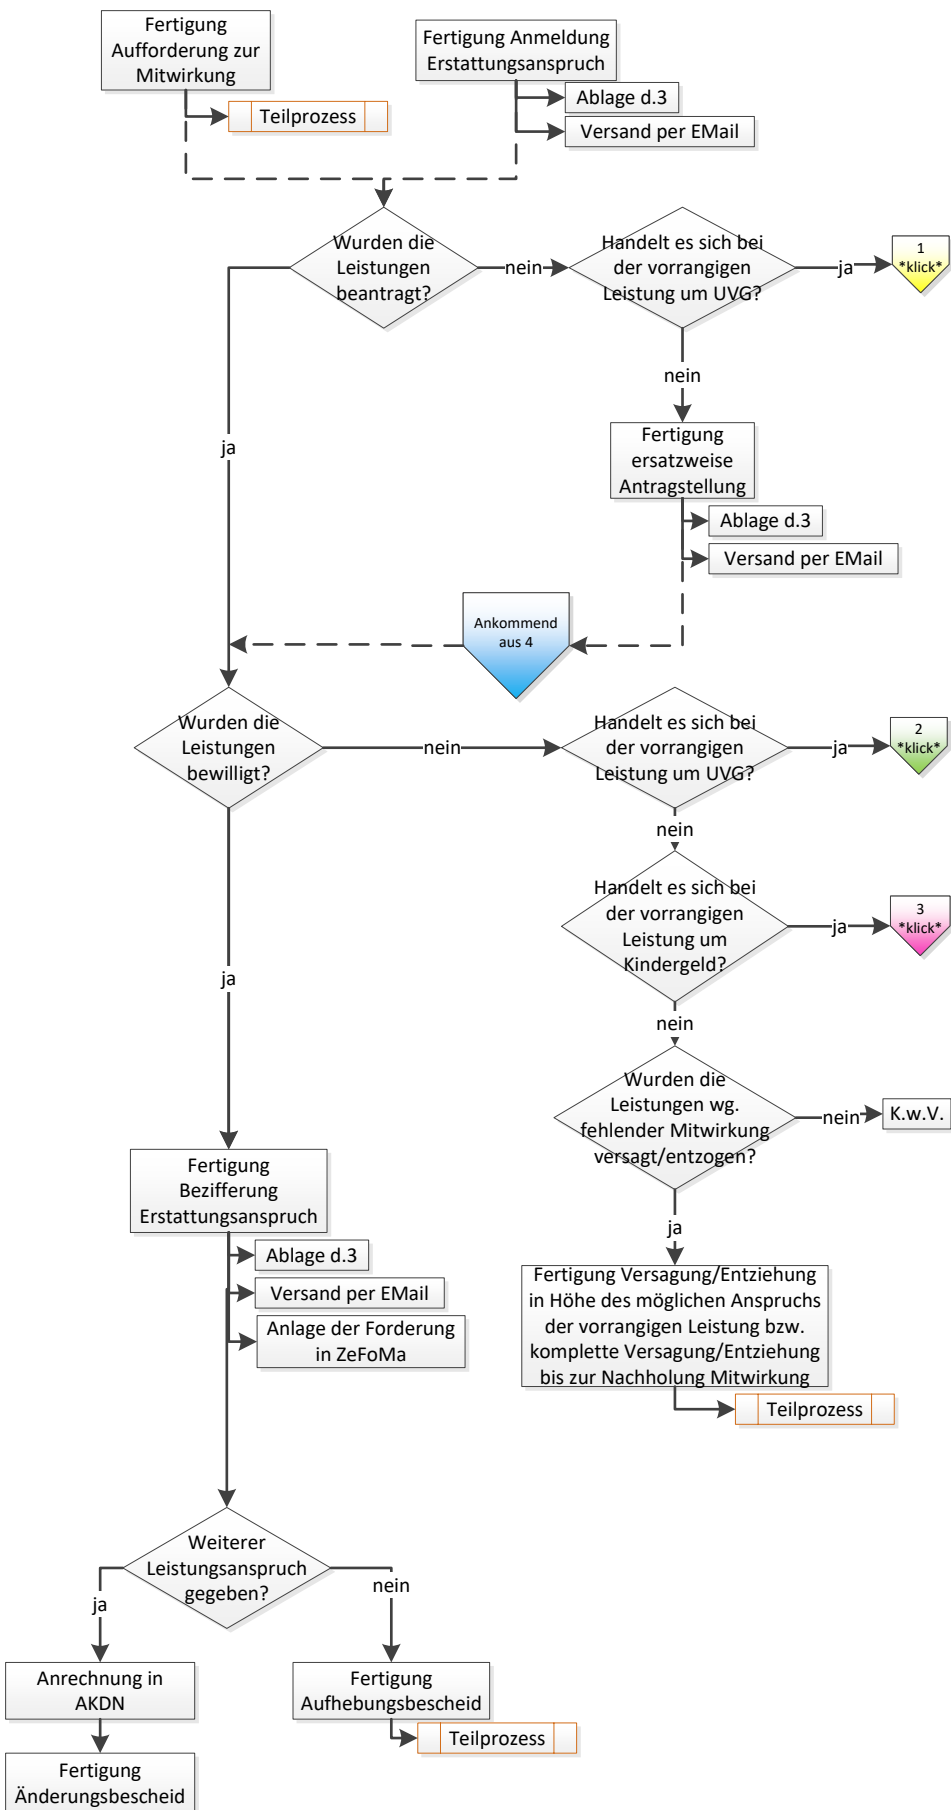 Fertigung
Aufforderung zur
Mitwirkung
Teilprozess
Fertigung Anmeldung
Erstattungsanspruch
Ablage d.3
Versand per EMail
Wurden die
Leistungen
beantragt?
nein
Handelt es sich bei
der vorrangigen
Leistung um UVG?
ja
1
*klick*
nein
ja
Fertigung
ersatzweise
Antragstellung
Ablage d.3
Versand per EMail
Ankommend
aus 4
Wurden die
Leistungen
bewilligt?
nein
Handelt es sich bei
der vorrangigen
Leistung um UVG?
ja
2
*klick*
nein
Handelt es sich bei
der vorrangigen
Leistung um
Kindergeld?
ja
3
*klick*
ja
nein
Wurden die
Leistungen wg.
fehlender Mitwirkung
versagt/entzogen?
nein
K.w.V.
ja
Fertigung
Bezifferung
Erstattungsanspruch
Ablage d.3
Versand per EMail
Anlage der Forderung
in ZeFoMa
Fertigung Versagung/Entziehung
in Höhe des möglichen Anspruchs
der vorrangigen Leistung bzw.
komplette Versagung/Entziehung
bis zur Nachholung Mitwirkung
Teilprozess
Weiterer
Leistungsanspruch
gegeben?
ja
nein
Anrechnung in
AKDN
Fertigung
Änderungsbescheid
Fertigung
Aufhebungsbescheid
Teilprozess